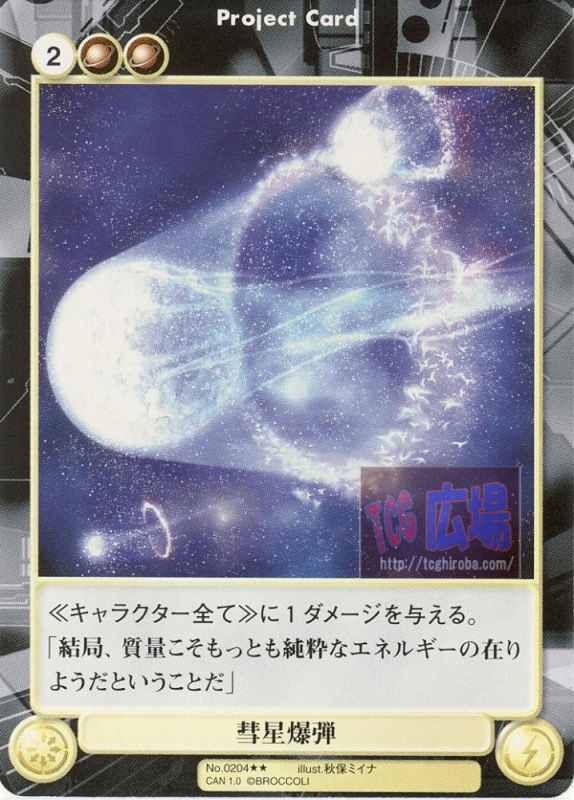 Project Card
2
TCG 広場
http://tcghiroba.com/
≪キャラクター全て≫に1ダメージを与える。
「結局、質量こそもっとも純粋なエネルギーの在り
ようだということだ」
彗星爆弾
No.0204★★ illust.秋保ミイナ
CAN 1.0 ©BROCCOLI